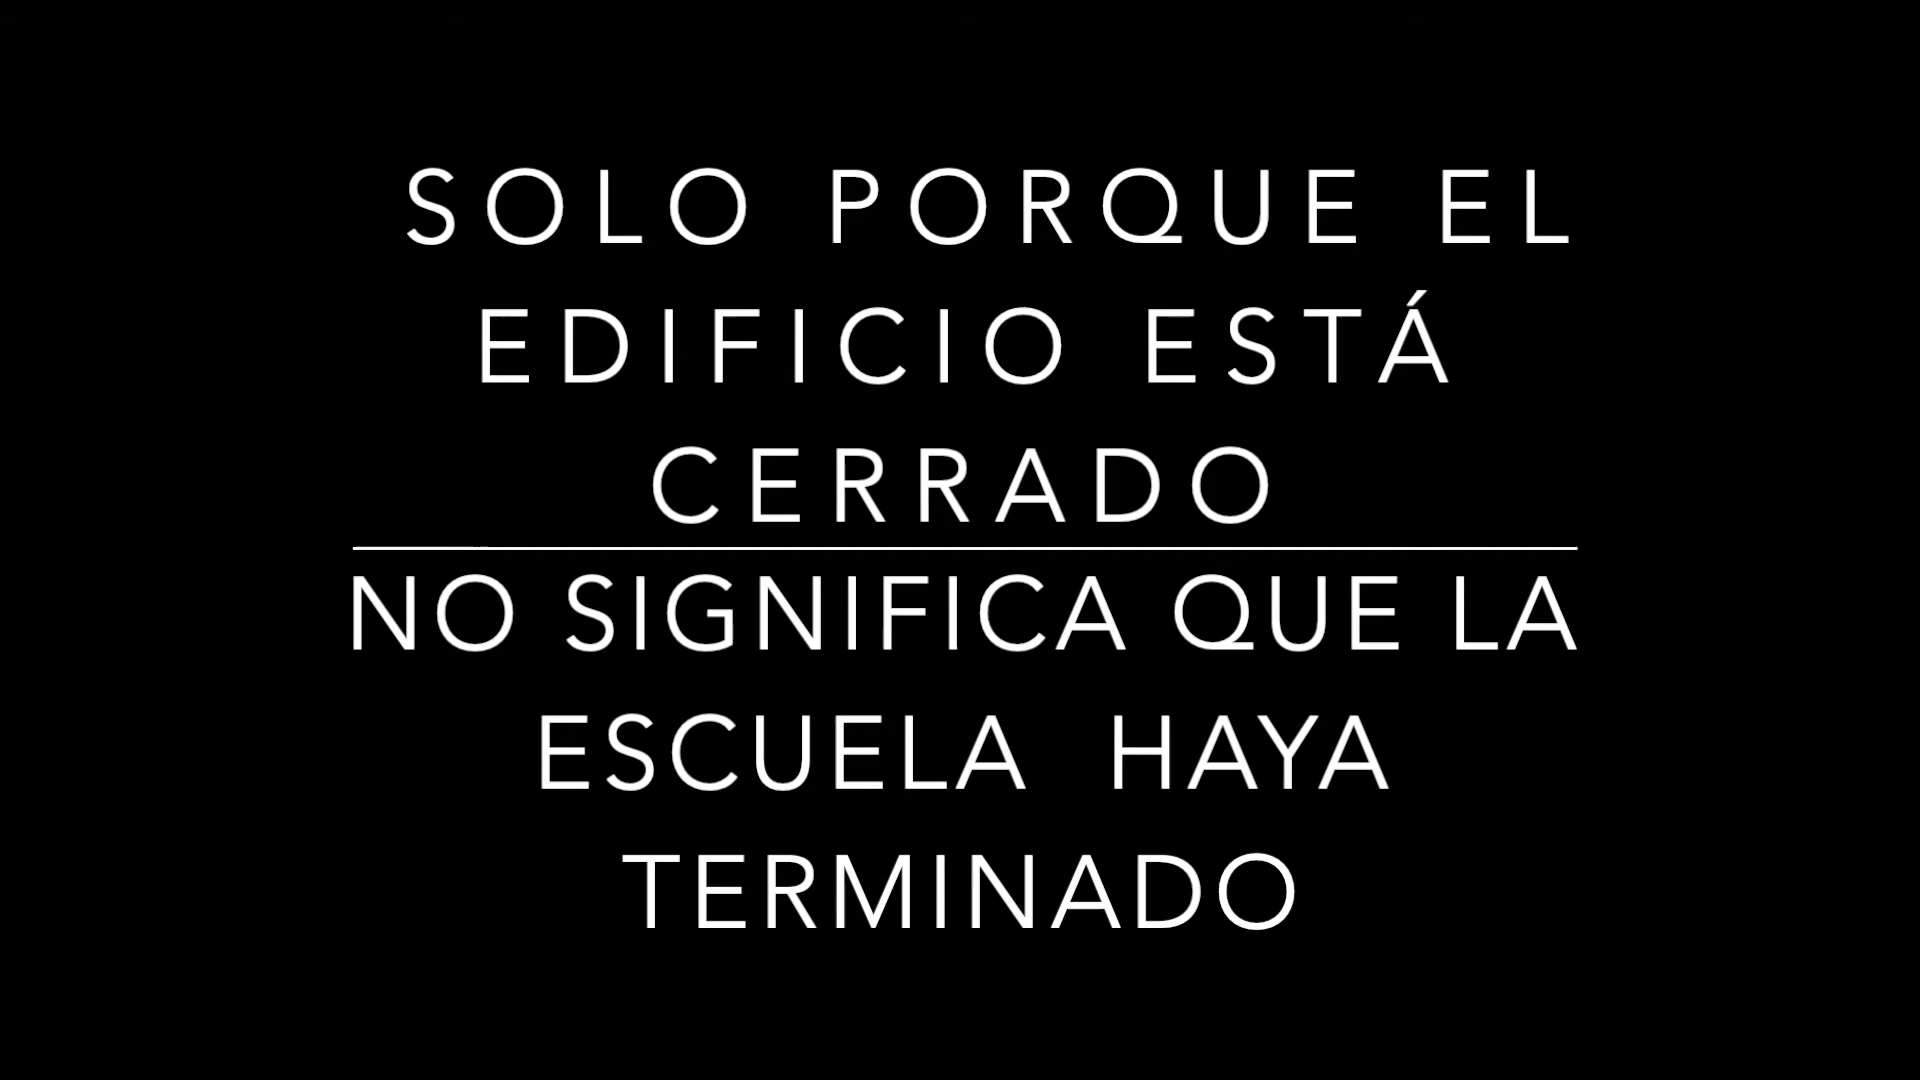 SOLO PORQUE EL
EDIFICIO ESTÁ
CERRADO
NO SIGNIFICA QUE LA
ESCUELA HAYA
TERMINADO